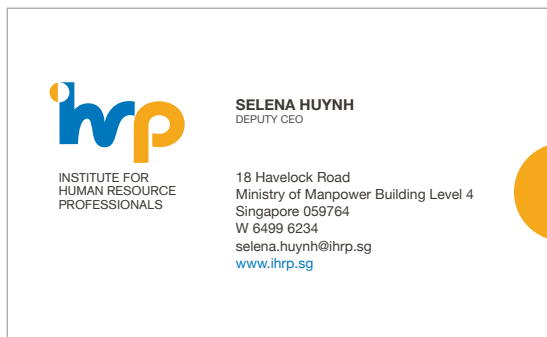 ihrp
INSTITUTE FOR
HUMAN RESOURCE
PROFESSIONALS
SELENA HUYNH
DEPUTY CEO
18 Havelock Road
Ministry of Manpower Building Level 4
Singapore 059764
W 6499 6234
selena.huynh@ihrp.sg
www.ihrp.sg